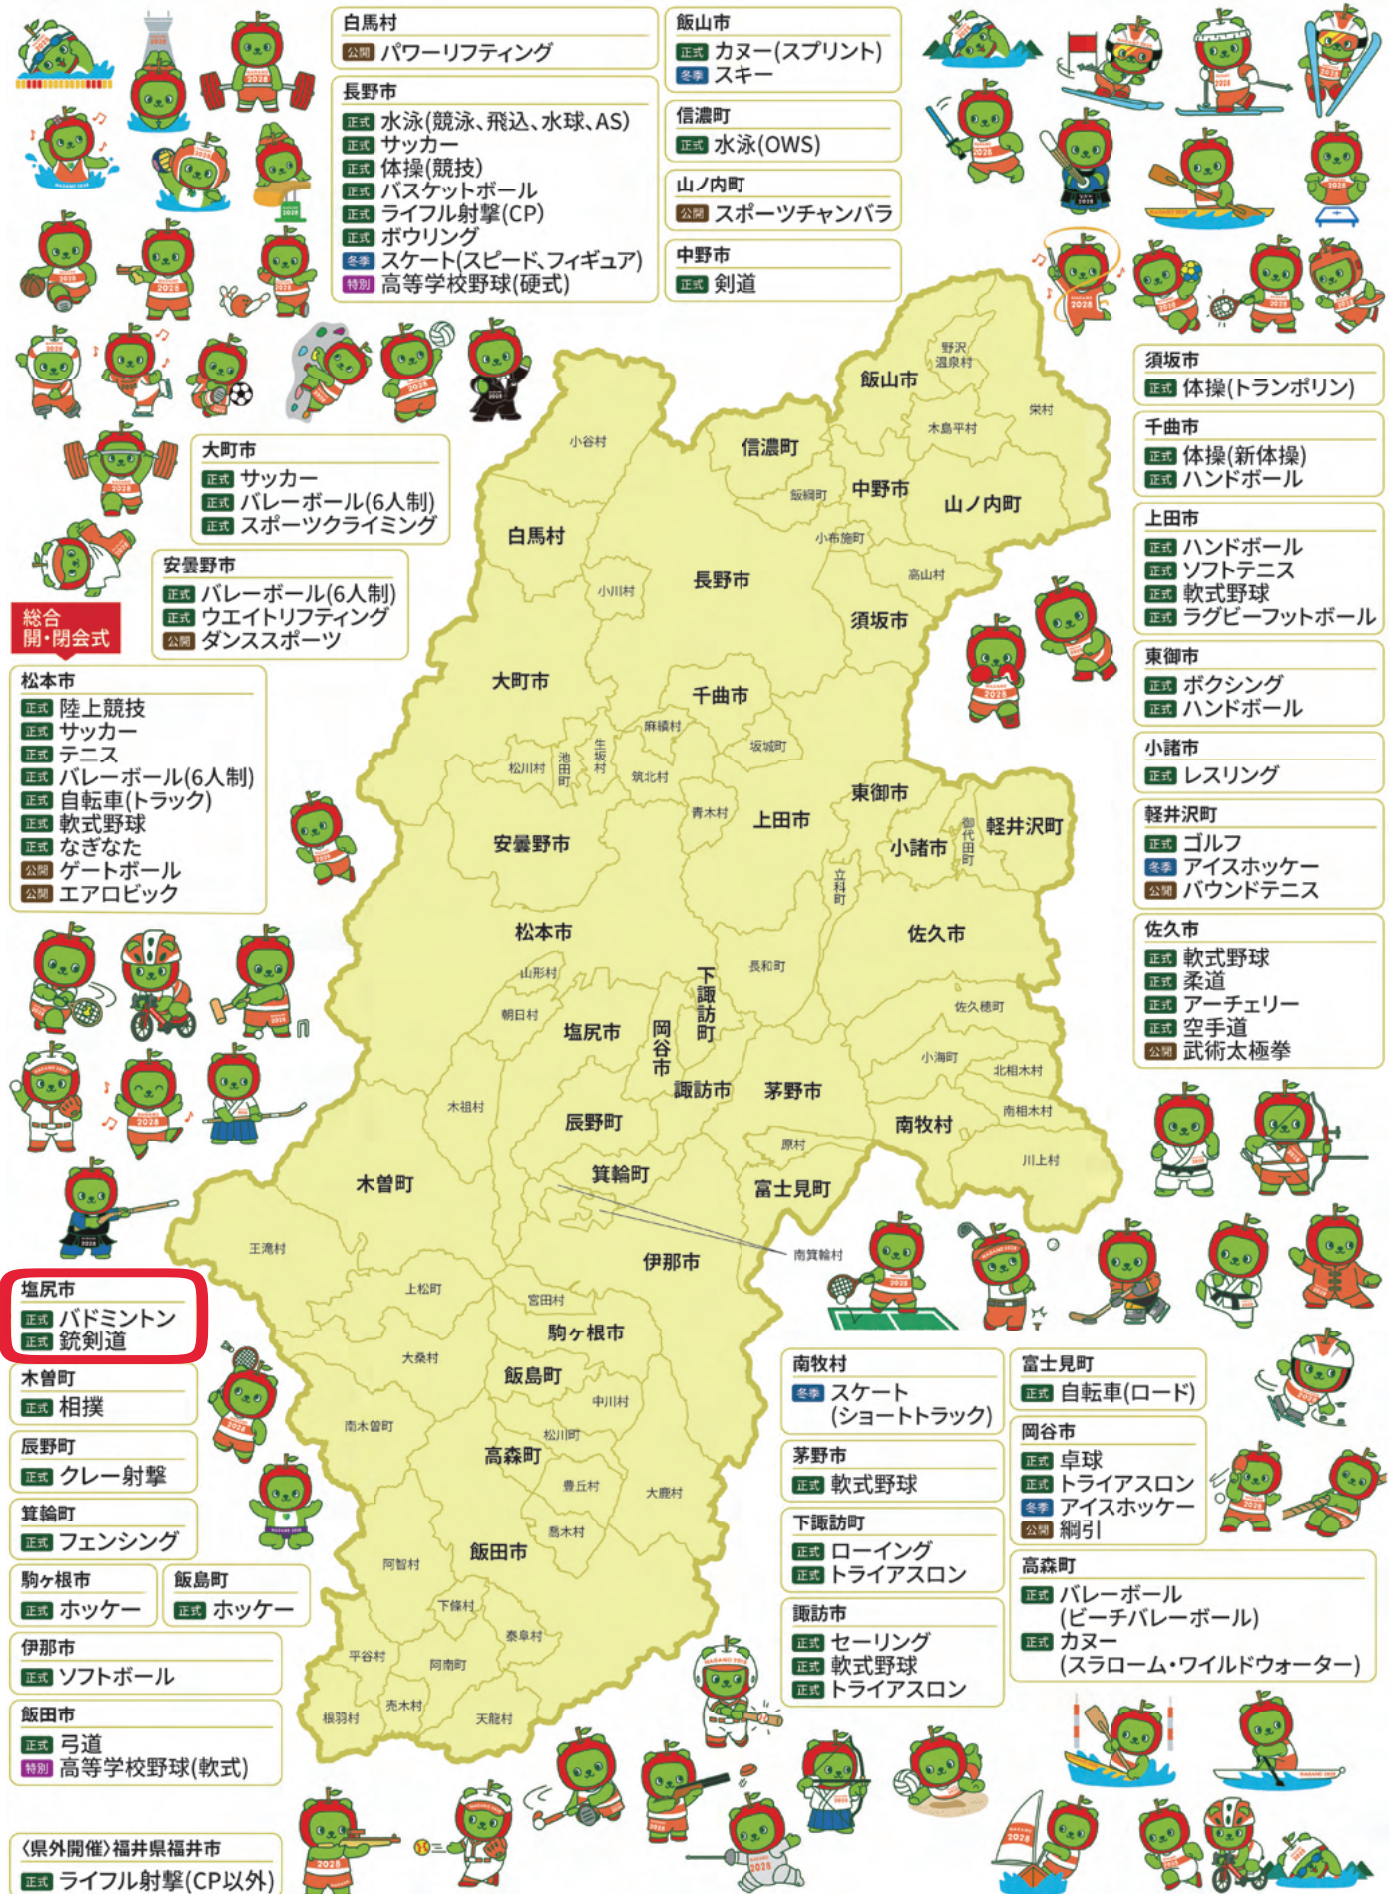 白馬村
公開 パワーリフティング
長野市
正式 水泳(競泳、飛込、水球、AS)
正式 サッカー
正式 体操(競技)
正式 バスケットボール
正式 ライフル射撃(CP)
正式 ボウリング
冬季 スケート(スピード、フィギュア)
特別 高等学校野球(硬式)
飯山市
正式 カヌー(スプリント)
冬季 スキー
信濃町
正式 水泳(OWS)
山ノ内町
公開 スポーツチャンバラ
中野市
正式 剣道
須坂市
正式 体操(トランポリン)
千曲市
正式 体操(新体操)
正式 ハンドボール
上田市
正式 ハンドボール
正式 ソフトテニス
正式 軟式野球
正式 ラグビーフットボール
東御市
正式 ボクシング
正式 ハンドボール
小諸市
正式 レスリング
軽井沢町
正式 ゴルフ
冬季 アイスホッケー
公開 バウンドテニス
佐久市
正式 軟式野球
正式 柔道
正式 アーチェリー
正式 空手道
公開 武術太極拳
大町市
正式 サッカー
正式 バレーボール(6人制)
正式 スポーツクライミング
安曇野市
正式 バレーボール(6人制)
正式 ウエイトリフティング
公開 ダンススポーツ
総合
開・閉会式
松本市
正式 陸上競技
正式 サッカー
正式 テニス
正式 バレーボール(6人制)
正式 自転車(トラック)
正式 軟式野球
正式 なぎなた
公開 ゲートボール
公開 エアロビック
野沢
温泉村
飯山市
栄村
木島平村
小谷村
信濃町
飯綱町
中野市
山ノ内町
白馬村
小布施町
高山村
長野市
小川村
須坂市
大町市
千曲市
麻績村
坂城町
生坂村
池田町
松川村
筑北村
青木村
東御市
上田市
安曇野市
小諸市
御代田町
軽井沢町
立科町
松本市
佐久市
山形村
長和町
下諏訪町
朝日村
塩尻市
岡谷市
佐久穂町
小海町
北相木村
諏訪市
茅野市
木祖村
辰野町
南牧村
南相木村
原村
川上村
箕輪町
木曽町
富士見町
王滝村
伊那市
南箕輪村
上松町
宮田村
駒ヶ根市
大桑村
飯島町
中川村
南木曽町
松川町
高森町
豊丘村
大鹿村
喬木村
飯田市
阿智村
下條村
泰阜村
平谷村
阿南町
売木村
根羽村
天龍村
塩尻市
正式 バドミントン
正式 銃剣道
木曽町
正式 相撲
辰野町
正式 クレー射撃
箕輪町
正式 フェンシング
駒ヶ根市
正式 ホッケー
飯島町
正式 ホッケー
伊那市
正式 ソフトボール
飯田市
正式 弓道
特別 高等学校野球(軟式)
〈県外開催〉福井県福井市
正式 ライフル射撃(CP以外)
南牧村
冬季 スケート
(ショートトラック)
茅野市
正式 軟式野球
下諏訪町
正式 ローイング
正式 トライアスロン
諏訪市
正式 セーリング
正式 軟式野球
正式 トライアスロン
富士見町
正式 自転車(ロード)
岡谷市
正式 卓球
正式 トライアスロン
冬季 アイスホッケー
公開 綱引
高森町
正式 バレーボール
(ビーチバレーボール)
正式 カヌー
(スラローム・ワイルドウォーター)